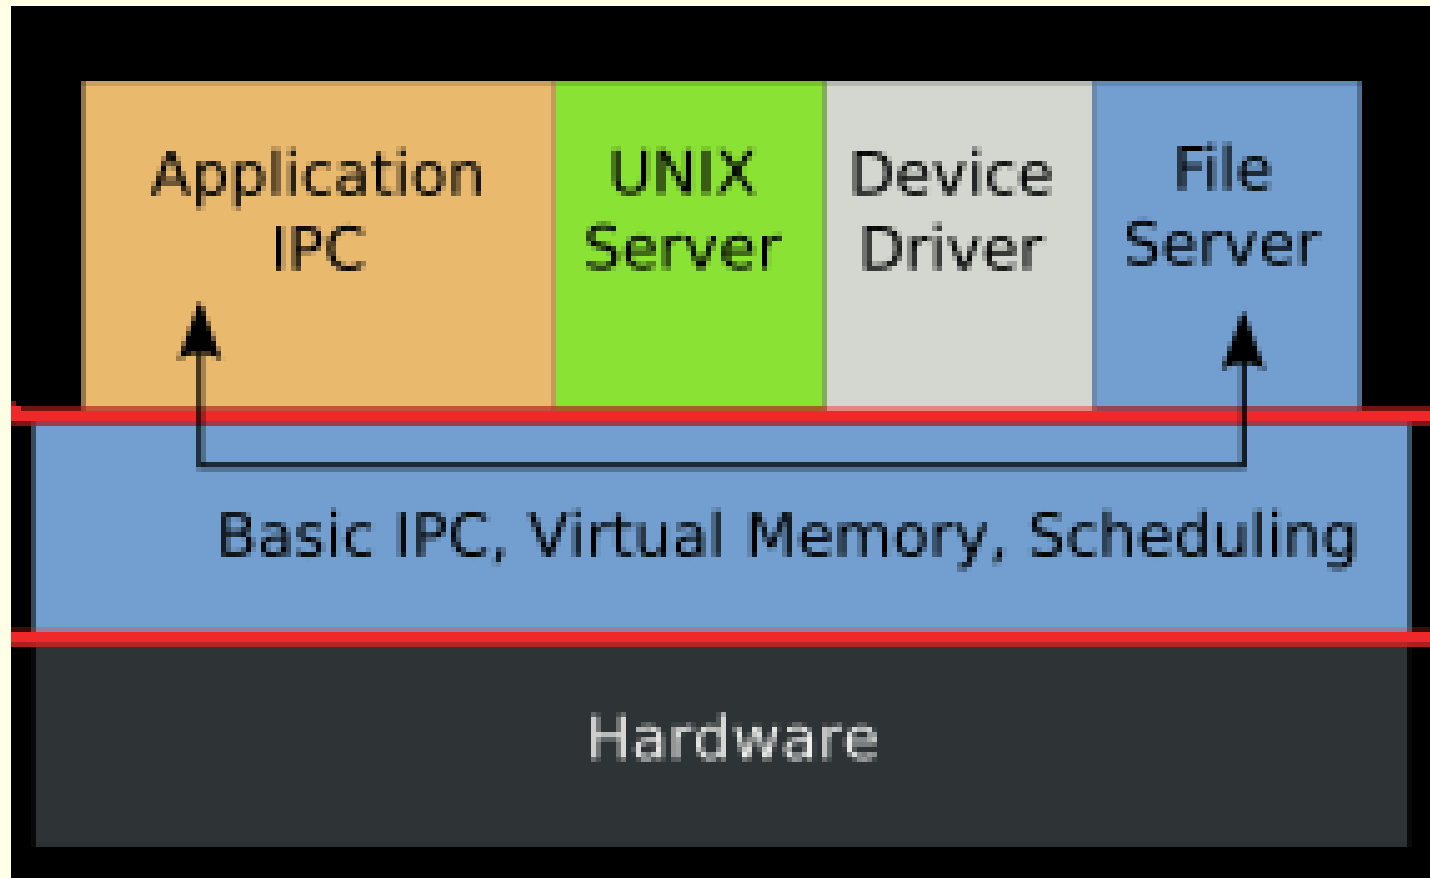 Application
IPC
UNIX
Server
Device
Driver
File
Server
Basic IPC, Virtual Memory, Scheduling
Hardware